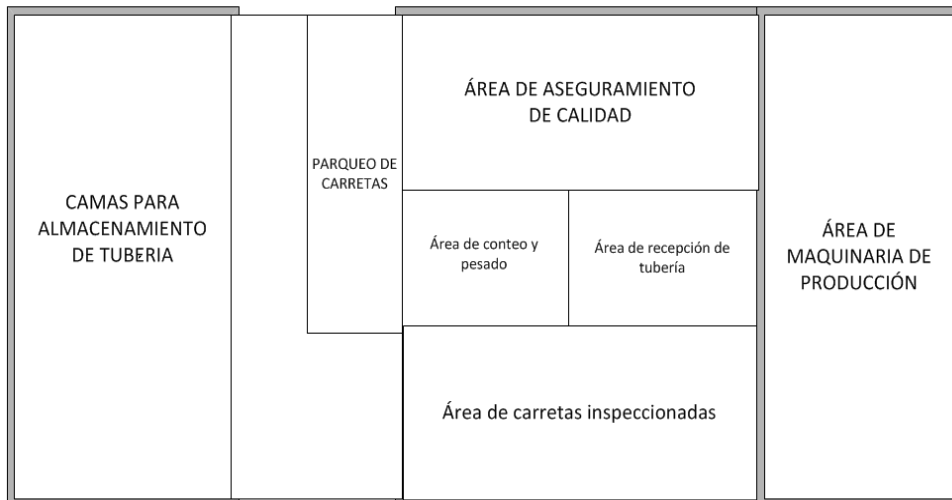 CAMAS PARA
ALMACENAMIENTO
DE TUBERIA
PARQUEO DE
CARRETAS
ÁREA DE ASEGURAMIENTO
DE CALIDAD
Área de conteo y
pesado
Área de recepción de
tubería
Área de carretas inspeccionadas
ÁREA DE
MAQUINARIA DE
PRODUCCIÓN